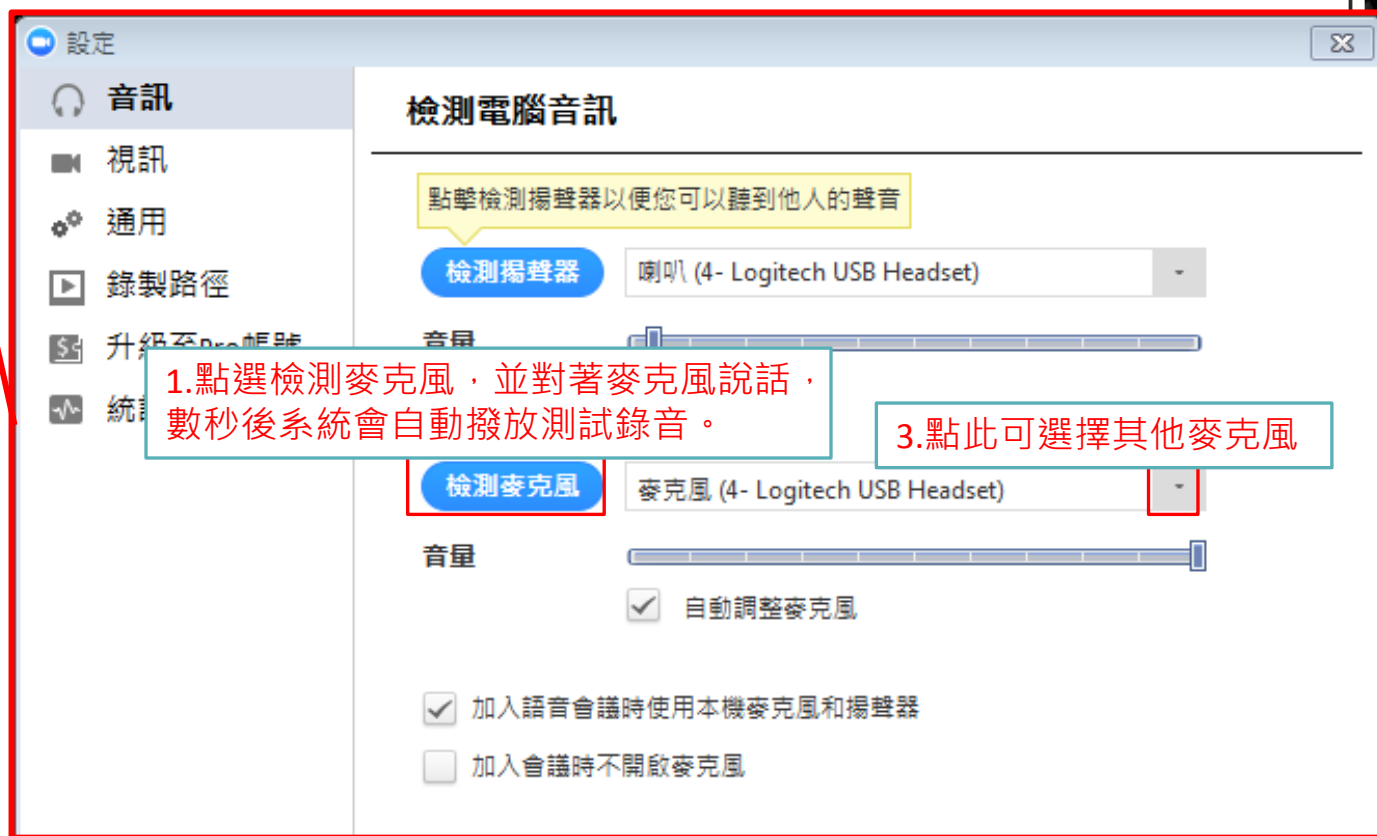 設定
音訊
視訊
通用
錄製路徑
升級至Pro帳號
檢測電腦音訊
點擊檢測揚聲器以便您可以聽到他人的聲音
檢測揚聲器 喇叭 (4- Logitech USB Headset)
音量
1.點選檢測麥克風，並對著麥克風說話，
數秒後系統會自動撥放測試錄音。
3.點此可選擇其他麥克風
檢測麥克風 麥克風 (4- Logitech USB Headset)
音量
自動調整麥克風
加入語音會議時使用本機麥克風和揚聲器
加入會議時不開啟麥克風